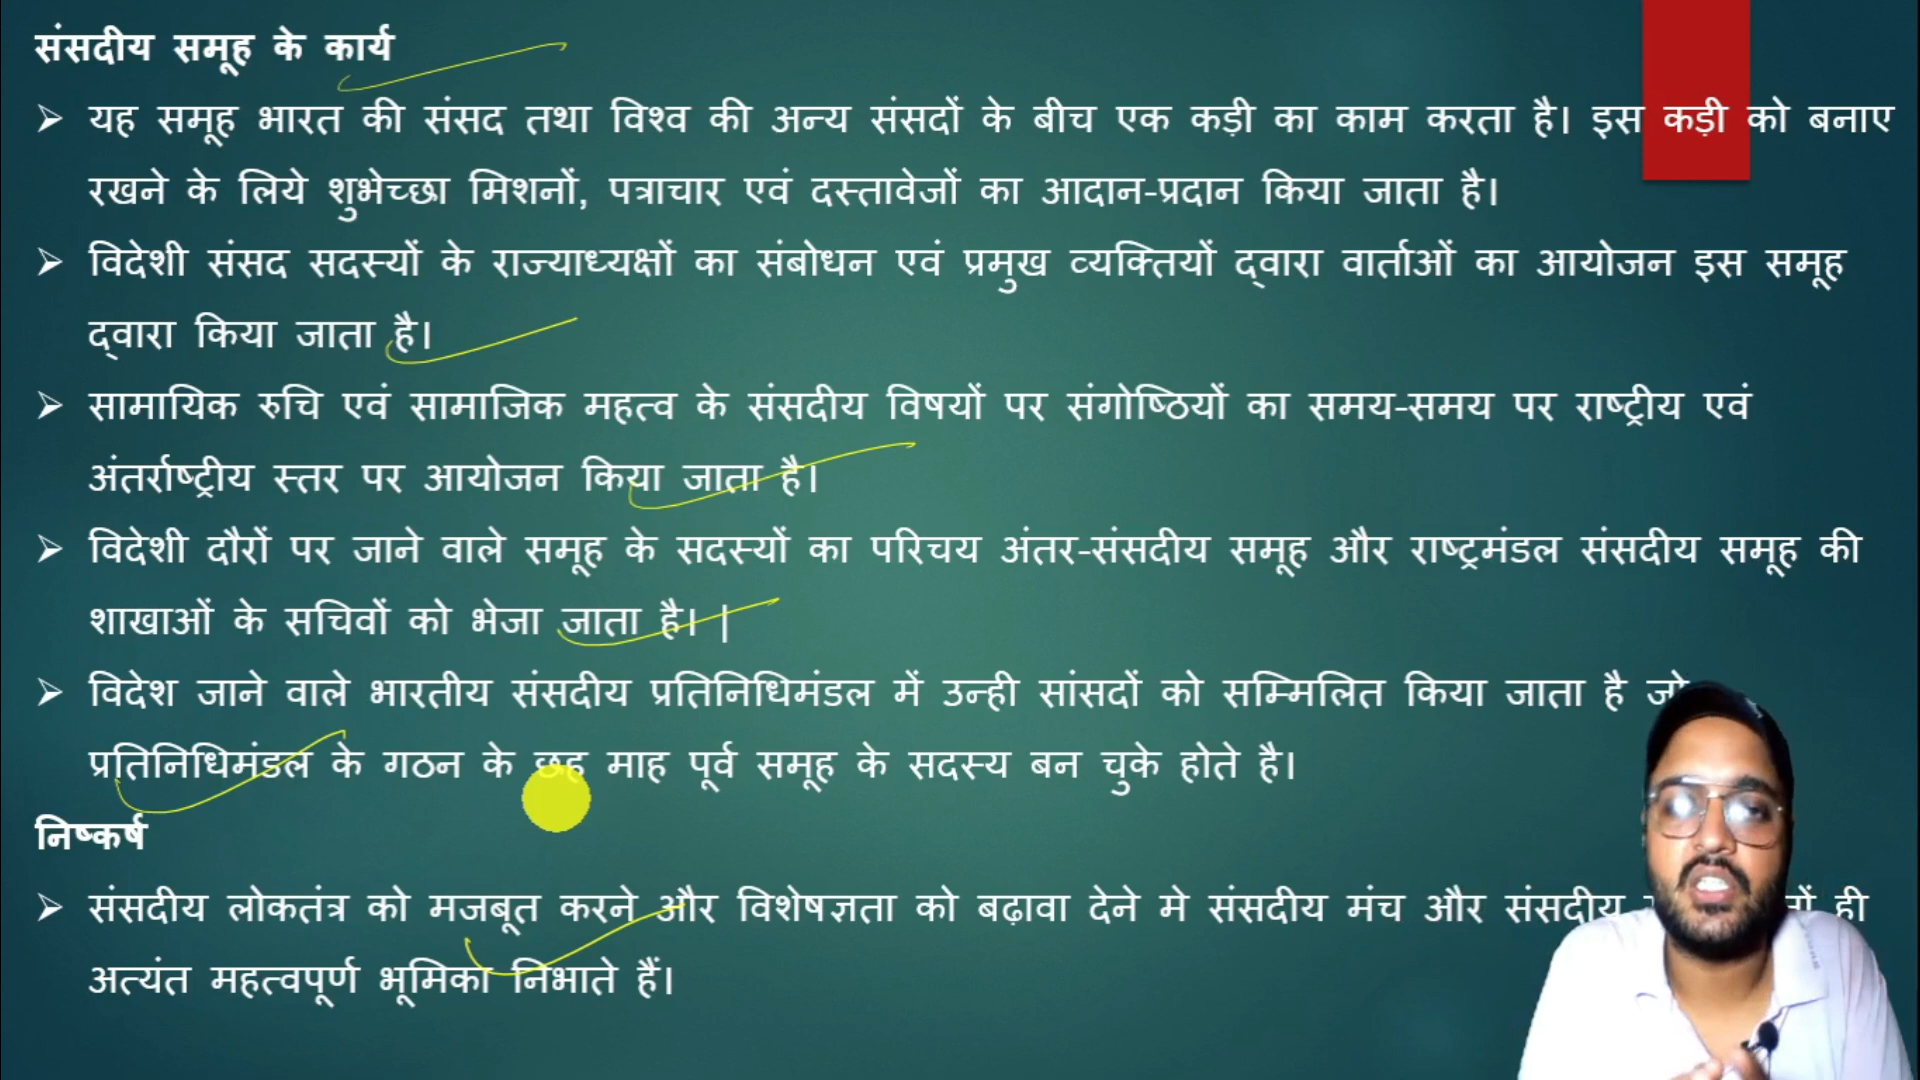 संसदीय समूह के कार्य
➢ यह समूह भारत की संसद तथा विश्व की अन्य संसदों के बीच एक कड़ी का काम करता है। इस कड़ी को बनाए
रखने के लिये शुभेच्छा मिशनों, पत्राचार एवं दस्तावेजों का आदान-प्रदान किया जाता है।
➢ विदेशी संसद सदस्यों के राज्याध्यक्षों का संबोधन एवं प्रमुख व्यक्तियों द्वारा वार्ताओं का आयोजन इस समूह
द्वारा किया जाता है।
➢ सामायिक रुचि एवं सामाजिक महत्व के संसदीय विषयों पर संगोष्ठियों का समय-समय पर राष्ट्रीय एवं
अंतर्राष्ट्रीय स्तर पर आयोजन किया जाता है।
➢ विदेशी दौरों पर जाने वाले समूह के सदस्यों का परिचय अंतर-संसदीय समूह और राष्ट्रमंडल संसदीय समूह की
शाखाओं के सचिवों को भेजा जाता है। |
➢ विदेश जाने वाले भारतीय संसदीय प्रतिनिधिमंडल में उन्ही सांसदों को सम्मिलित किया जाता है जो
प्रतिनिधिमंडल के गठन के छह माह पूर्व समूह के सदस्य बन चुके होते है।
निष्कर्ष
➢ संसदीय लोकतंत्र को मजबूत करने और विशेषज्ञता को बढ़ावा देने मे संसदीय मंच और संसदीय ही
अत्यंत महत्वपूर्ण भूमिका निभाते हैं।